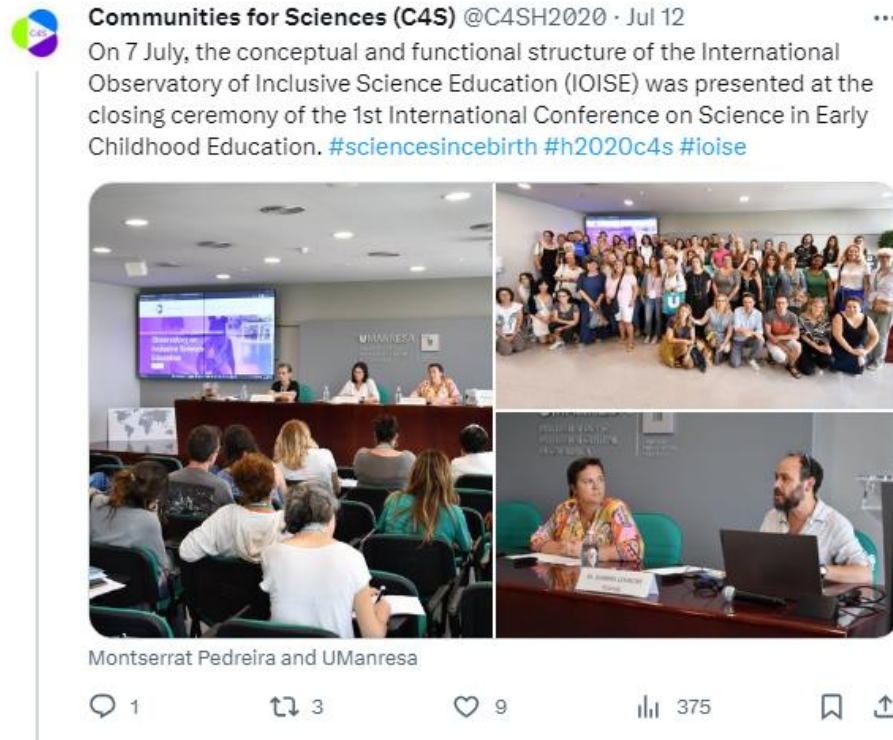 Communities for Sciences (C4S) @C4SH2020 · Jul 12
On 7 July, the conceptual and functional structure of the International
Observatory of Inclusive Science Education (IOISE) was presented at the
closing ceremony of the 1st International Conference on Science in Early
Childhood Education. #sciencesincebirth #h2020c4s #ioise
C4S
Observatory on
Inclusive Science
Education
UMANRESA
UMANRESA
Montserrat Pedreira and UManresa
1 3 9 375